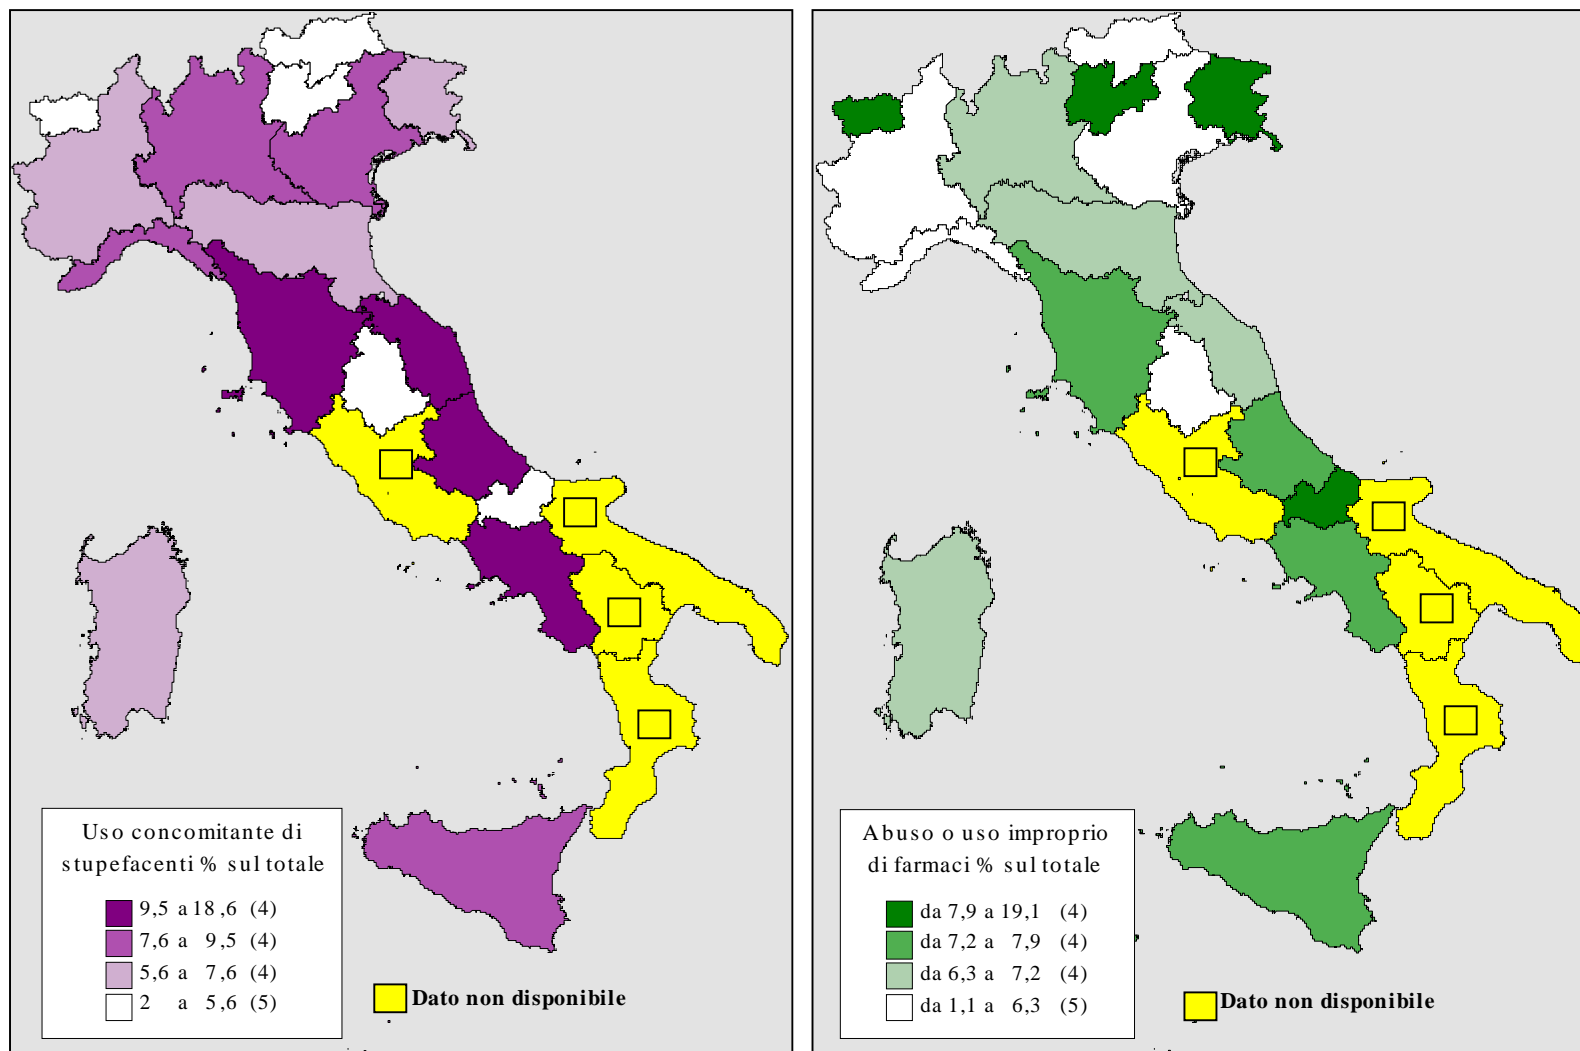 Uso concomitante di
stupefacenti % sul totale
9,5 a 18,6 (4)
7,6 a 9,5 (4)
5,6 a 7,6 (4)
2 a 5,6 (5)
Dato non disponibile
Abuso o uso improprio
di farmaci % sul totale
da 7,9 a 19,1 (4)
da 7,2 a 7,9 (4)
da 6,3 a 7,2 (4)
da 1,1 a 6,3 (5)
Dato non disponibile